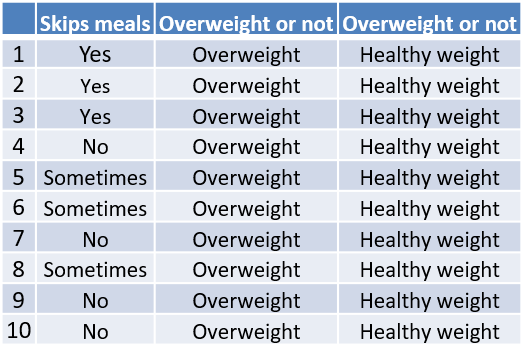 Skips meals Overweight or not Overweight or not
1 Yes Overweight Healthy weight
2 Yes Overweight Healthy weight
3 Yes Overweight Healthy weight
4 No Overweight Healthy weight
5 Sometimes Overweight Healthy weight
6 Sometimes Overweight Healthy weight
7 No Overweight Healthy weight
8 Sometimes Overweight Healthy weight
9 No Overweight Healthy weight
10 No Overweight Healthy weight